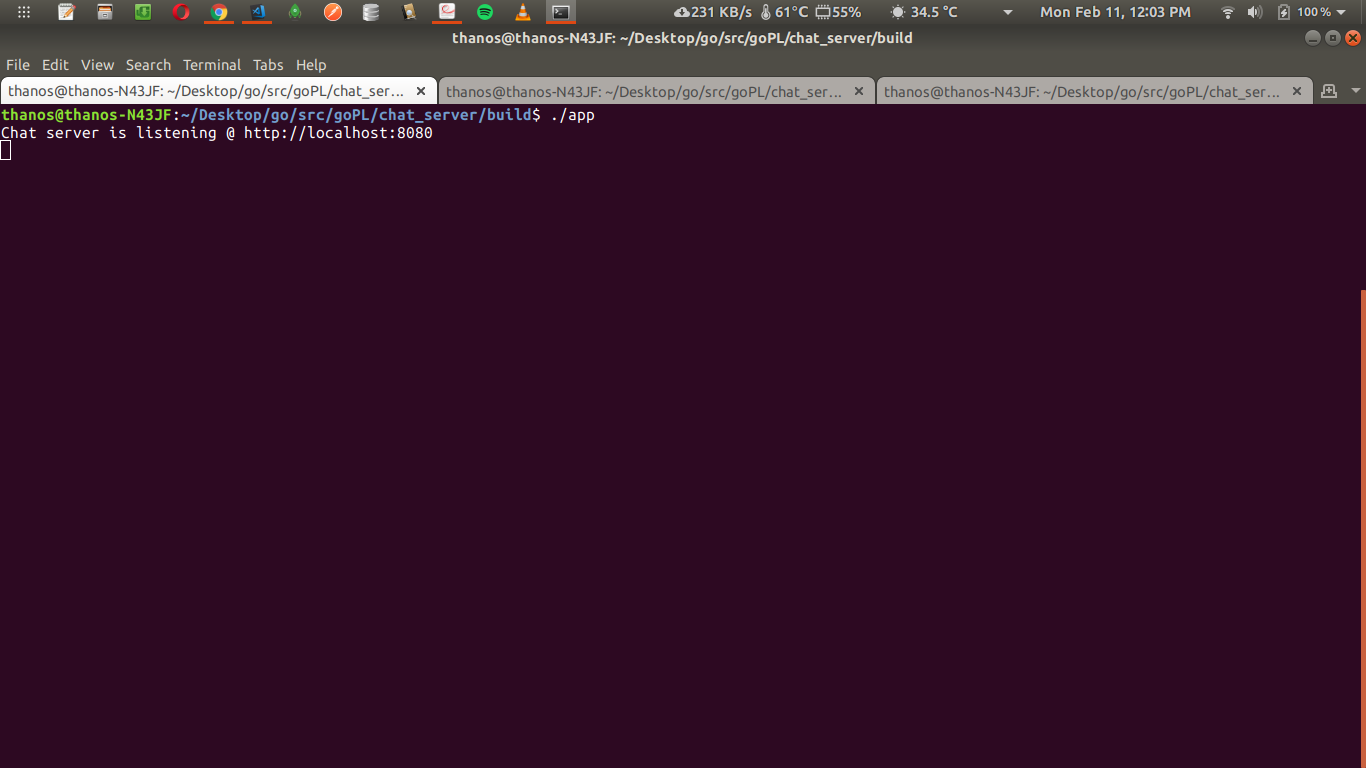 231 KB/s 61°C 55% 34.5 °C Mon Feb 11, 12:03 PM 100 %
thanos@thanos-N43JF: ~/Desktop/go/src/goPL/chat_server/build
File Edit View Search Terminal Tabs Help
thanos@thanos-N43JF: ~/Desktop/go/src/goPL/chat_ser... × thanos@thanos-N43JF: ~/Desktop/go/src/goPL/chat_ser... × thanos@thanos-N43JF: ~/Desktop/go/src/goPL/chat_ser... ×
thanos@thanos-N43JF:~/Desktop/go/src/goPL/chat_server/build$ ./app
Chat server is listening @ http://localhost:8080